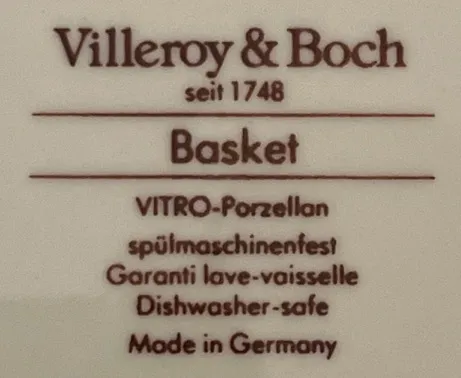 Villeroy & Boch
seit 1748
Basket
VITRO-Porzellan
spülmaschinenfest
Garanti lave-vaisselle
Dishwasher-safe
Made in Germany